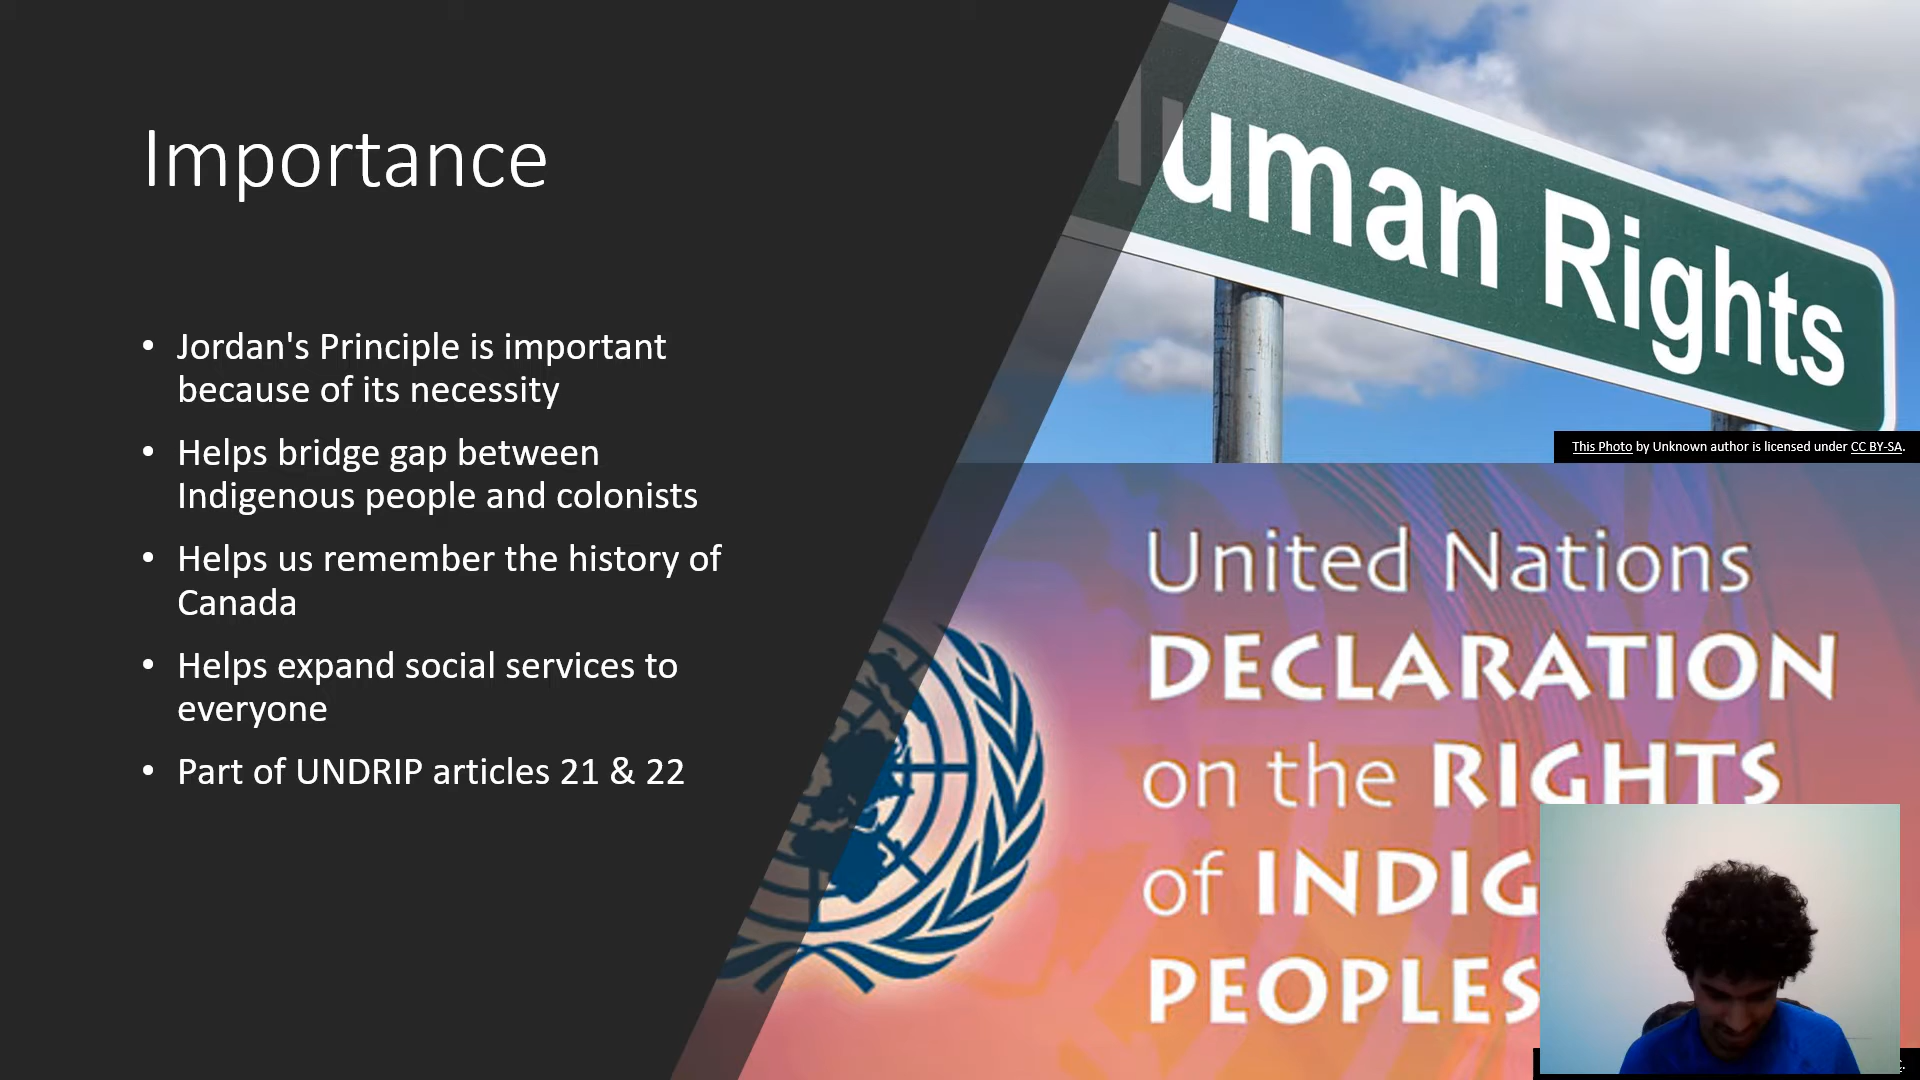 Importance
• Jordan's Principle is important
because of its necessity
• Helps bridge gap between
Indigenous people and colonists
• Helps us remember the history of
Canada
• Helps expand social services to
everyone
• Part of UNDRIP articles 21 & 22
Human Rights
This Photo by Unknown author is licensed under CC BY-SA.
United Nations
DECLARATION
on the RIGHTS
of INDIG
PEOPLES